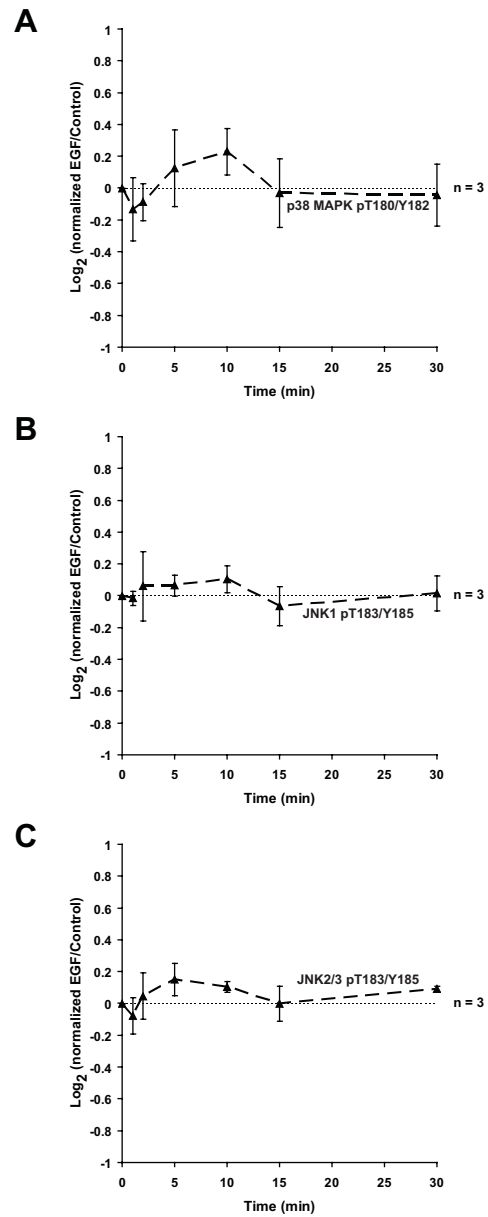 A
Log2 (normalized EGF/Control)
1
0.8
0.6
0.4
0.2
0
-0.2
-0.4
-0.6
-0.8
-1
p38 MAPK pT180/Y182
n = 3
0 5 10 15 20 25 30
Time (min)
B
Log2 (normalized EGF/Control)
1
0.8
0.6
0.4
0.2
0
-0.2
-0.4
-0.6
-0.8
-1
JNK1 pT183/Y185
n = 3
0 5 10 15 20 25 30
Time (min)
C
Log2 (normalized EGF/Control)
1
0.8
0.6
0.4
0.2
0
-0.2
-0.4
-0.6
-0.8
-1
JNK2/3 pT183/Y185
n = 3
0 5 10 15 20 25 30
Time (min)